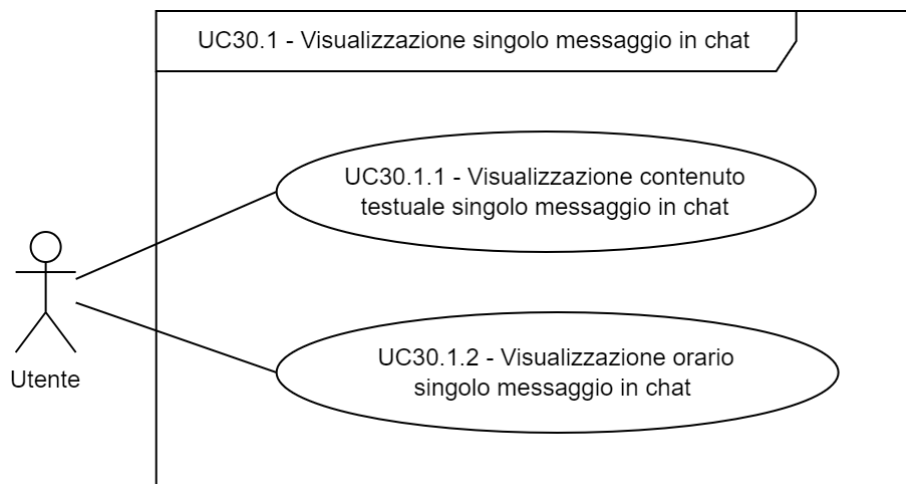 UC30.1 - Visualizzazione singolo messaggio in chat
UC30.1.1 - Visualizzazione contenuto
testuale singolo messaggio in chat
Utente
UC30.1.2 - Visualizzazione orario
singolo messaggio in chat